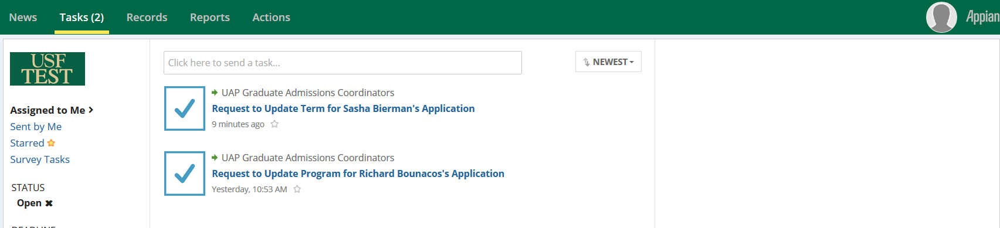 News Tasks (2) Records Reports Actions Appian
USF
TEST
Click here to send a task...
NEWEST
UAP Graduate Admissions Coordinators
Request to Update Term for Sasha Bierman's Application
9 minutes ago
UAP Graduate Admissions Coordinators
Request to Update Program for Richard Bounacos's Application
Yesterday, 10:53 AM
Assigned to Me
Sent by Me
Starred
Survey Tasks
STATUS
Open
DEADLINE